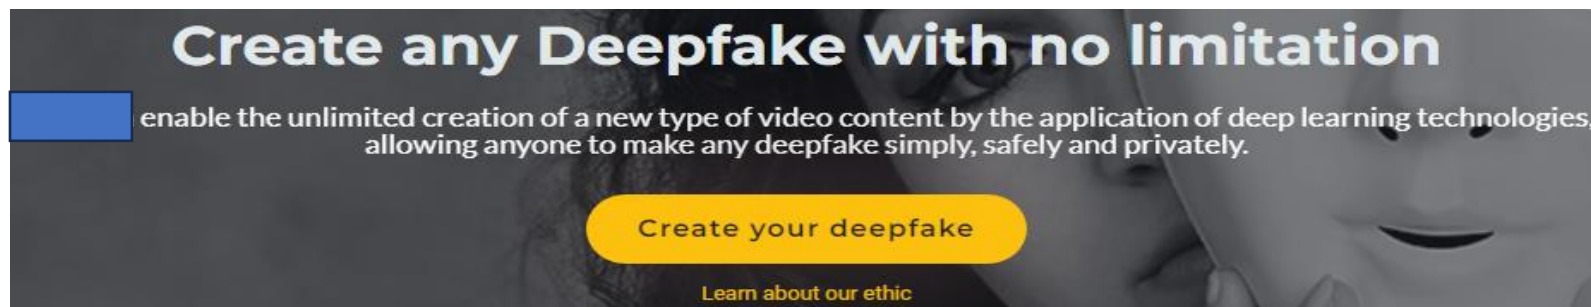 Create any Deepfake with no limitation
enable the unlimited creation of a new type of video content by the application of deep learning technologies,
allowing anyone to make any deepfake simply, safely and privately.
Create your deepfake
Learn about our ethic